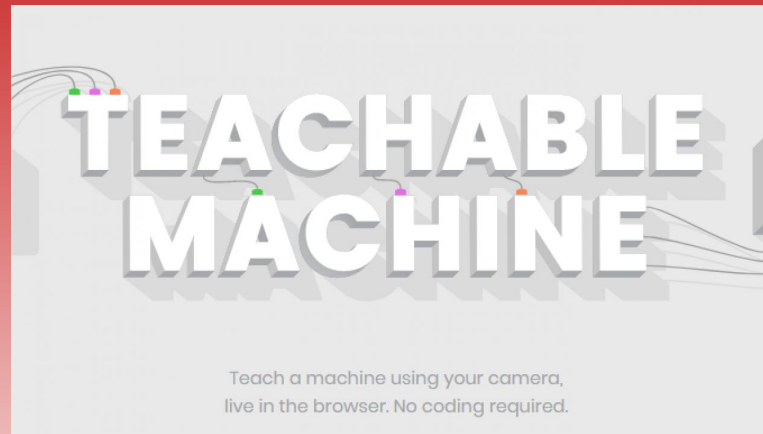 TEACHABLE
MACHINE
Teach a machine using your camera,
live in the browser. No coding required.